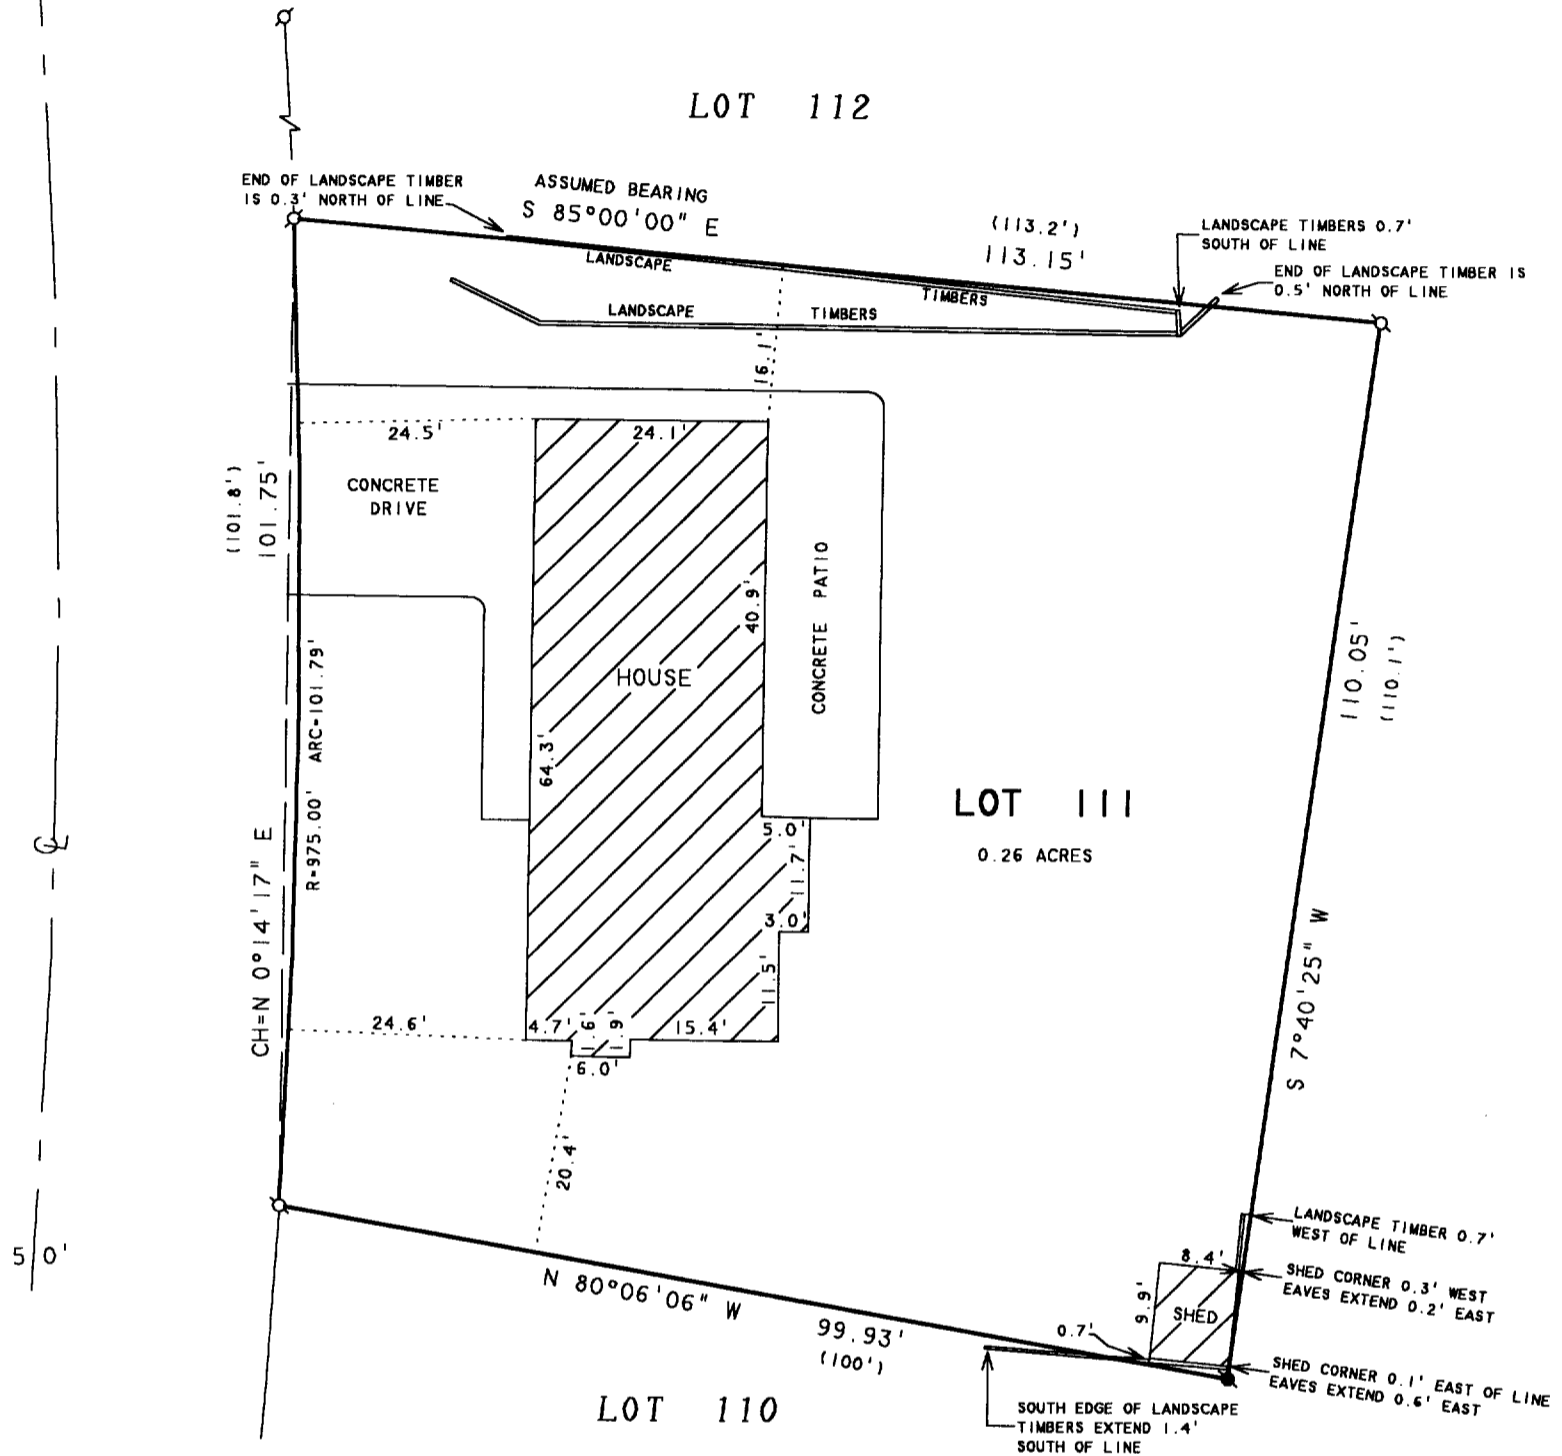 LOT 112
END OF LANDSCAPE TIMBER
IS 0.3' NORTH OF LINE
ASSUMED BEARING
S 85°00'00" E
(113.2')
113.15'
LANDSCAPE TIMBERS 0.7'
SOUTH OF LINE
END OF LANDSCAPE TIMBER IS
0.5' NORTH OF LINE
LANDSCAPE
TIMBERS
LANDSCAPE TIMBERS
16.1'
24.5'
24.1'
(101.8')
101.75'
CONCRETE
DRIVE
CONCRETE PATIO
40.9'
HOUSE
64.3'
R=975.00' ARC=101.79'
110.05'
(110.1')
LOT 111
0.26 ACRES
5.0'
11.7'
3.0'
11.5'
CH=N 0°14'17" E
S 7°40'25" W
24.6'
4.7'
1.6'
1.9'
15.4'
6.0'
20.4'
50'
N 80°06'06" W
99.93'
(100')
LANDSCAPE TIMBER 0.7'
WEST OF LINE
8.4'
9.9'
SHED
SHED CORNER 0.3' WEST
EAVES EXTEND 0.2' EAST
0.7'
SHED CORNER 0.1' EAST OF LINE
EAVES EXTEND 0.6' EAST
LOT 110
SOUTH EDGE OF LANDSCAPE
TIMBERS EXTEND 1.4'
SOUTH OF LINE